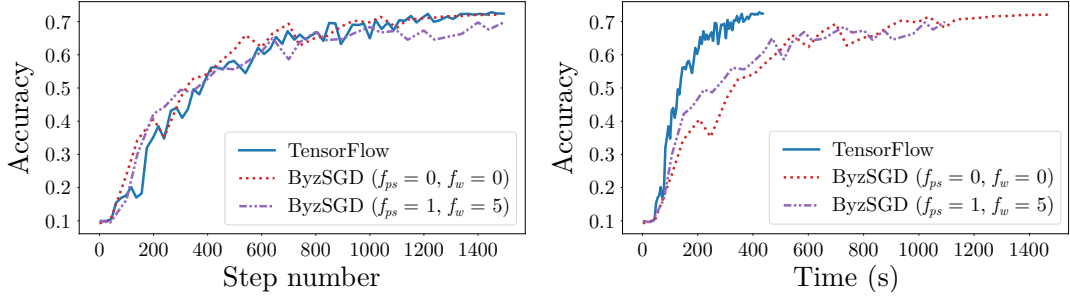 Accuracy
0.7
0.6
0.5
0.4
0.3
0.2
0.1
TensorFlow
ByzSGD (f_ps = 0, f_w = 0)
ByzSGD (f_ps = 1, f_w = 5)
0 200 400 600 800 1000 1200 1400
Step number
Accuracy
0.7
0.6
0.5
0.4
0.3
0.2
0.1
TensorFlow
ByzSGD (f_ps = 0, f_w = 0)
ByzSGD (f_ps = 1, f_w = 5)
0 200 400 600 800 1000 1200 1400
Time (s)